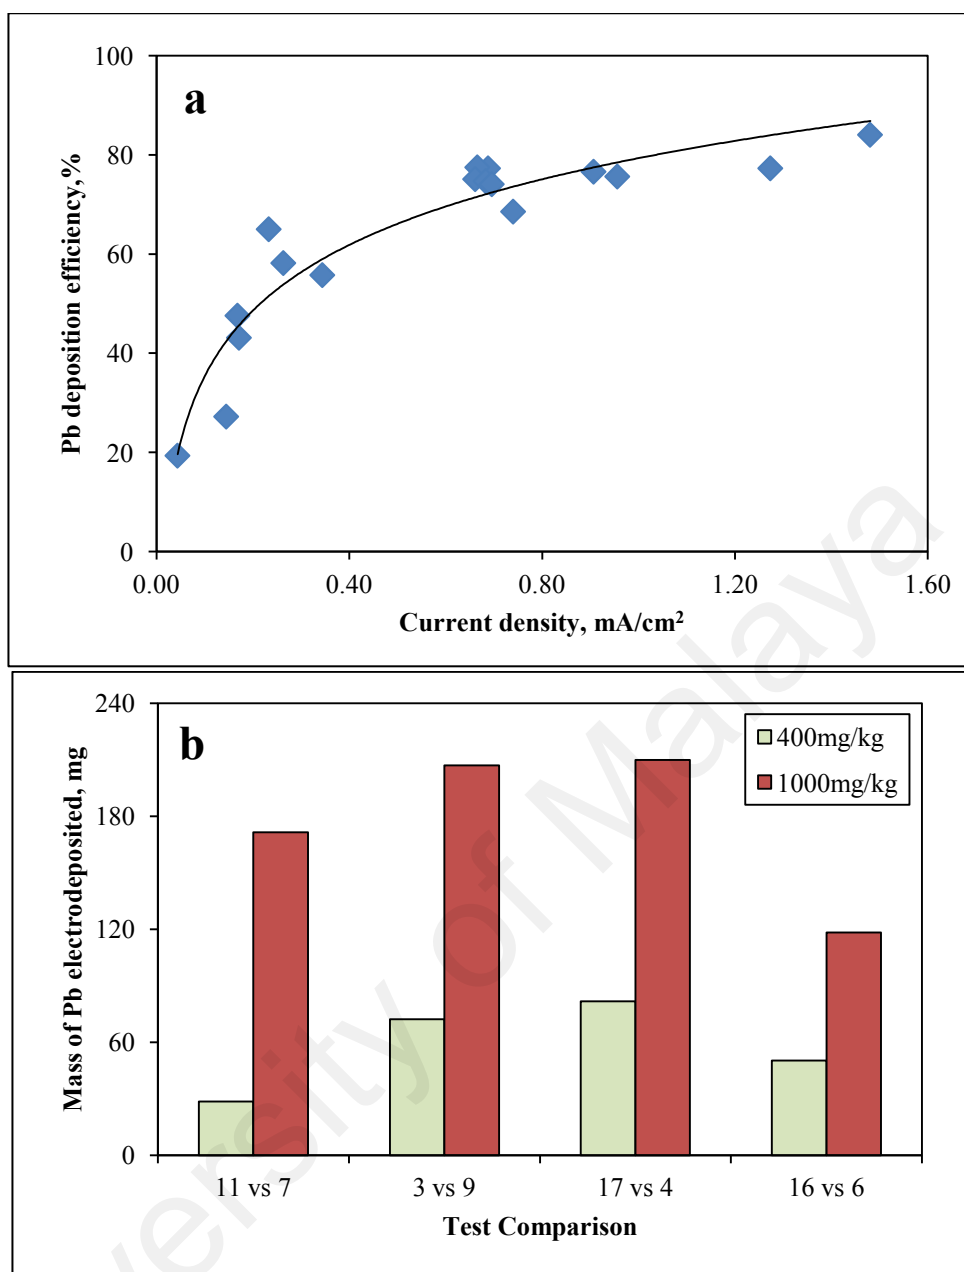 a
100
80
60
40
20
0
Pb deposition efficiency,%
0.00 0.40 0.80 1.20 1.60
Current density, mA/cm²
b
400mg/kg
1000mg/kg
240
180
120
60
0
Mass of Pb electrodeposited, mg
11 vs 7 3 vs 9 17 vs 4 16 vs 6
Test Comparison
versity of Malaya